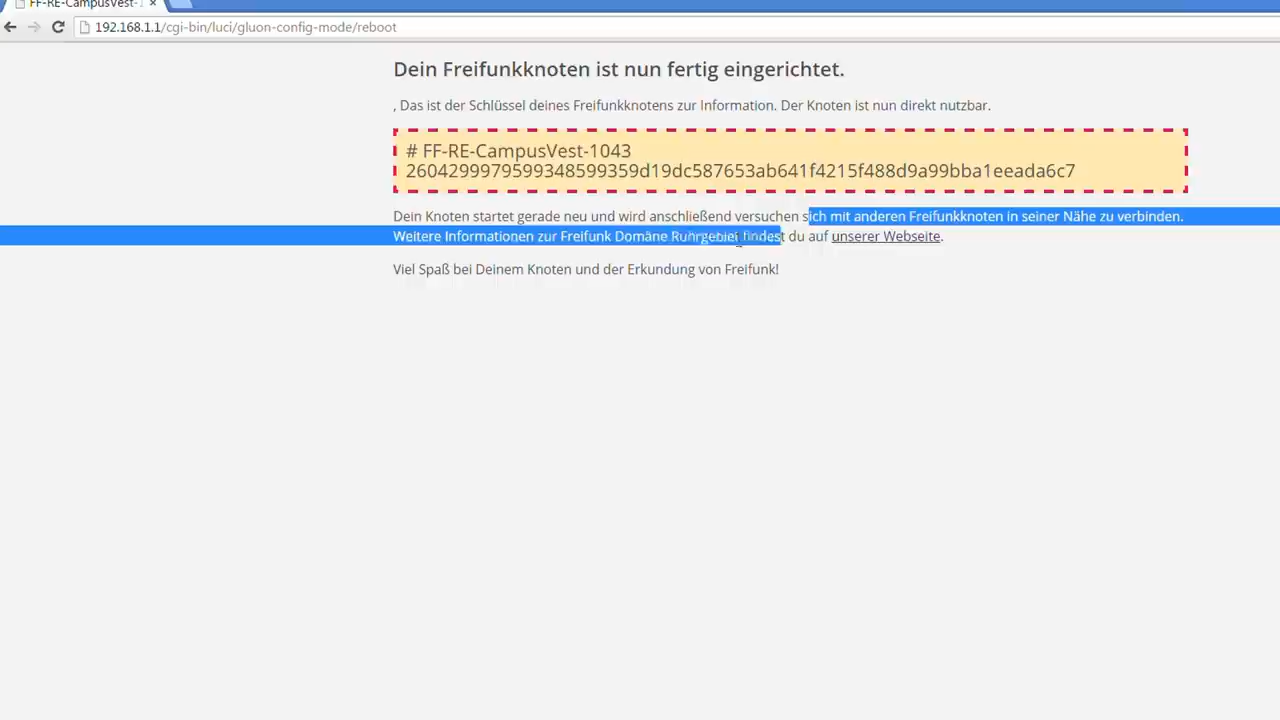 FF-RE-CampusVest-1
192.168.1.1/cgi-bin/luci/gluon-config-mode/reboot
Dein Freifunkknoten ist nun fertig eingerichtet.
, Das ist der Schlüssel deines Freifunkknotens zur Information. Der Knoten ist nun direkt nutzbar.
# FF-RE-CampusVest-1043
2604299979599348599359d19dc587653ab641f4215f488d9a99bba1eeada6c7
Dein Knoten startet gerade neu und wird anschließend versuchen sich mit anderen Freifunkknoten in seiner Nähe zu verbinden.
Weitere Informationen zur Freifunk Domäne Ruhrgebiet findest du auf unserer Webseite.
Viel Spaß bei Deinem Knoten und der Erkundung von Freifunk!